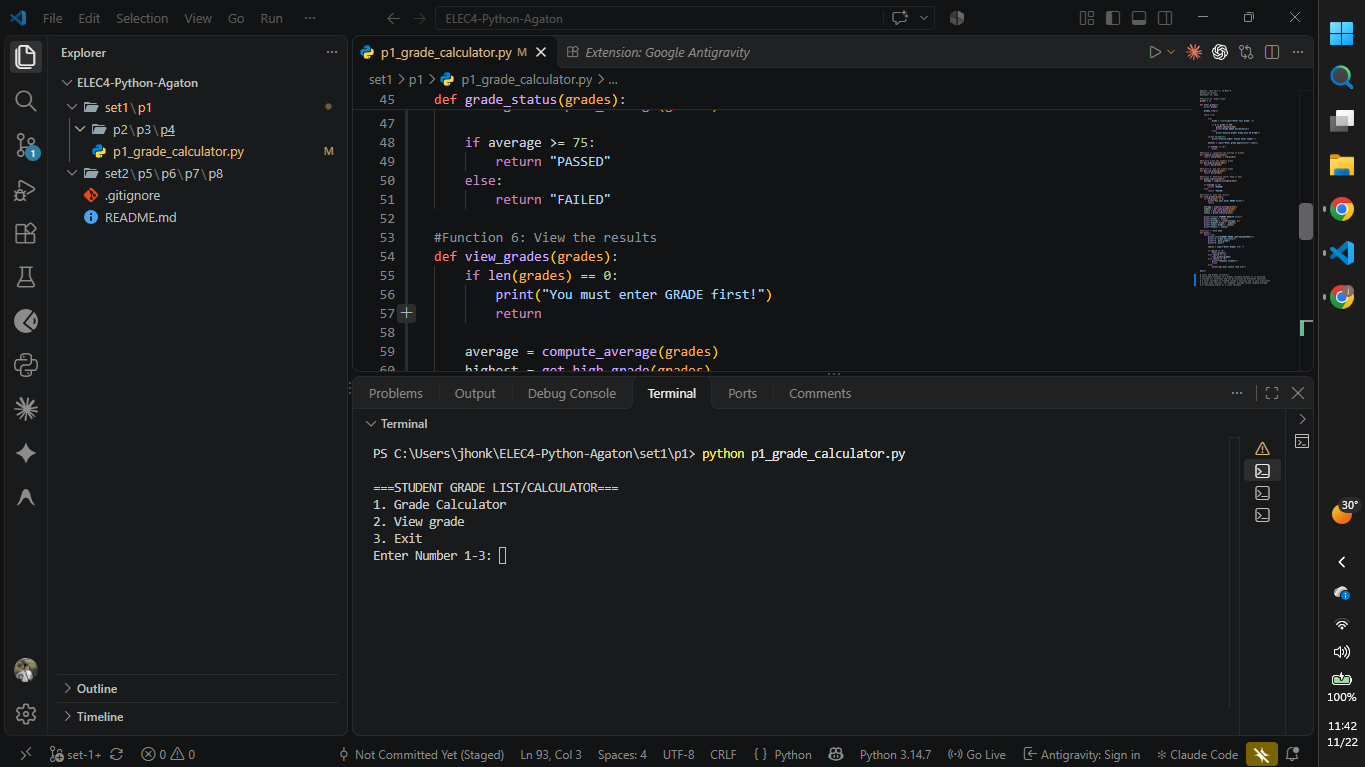 File Edit Selection View Go Run ···
ELEC4-Python-Agaton
Explorer ···
ELEC4-Python-Agaton
set1\p1
p2\p3\p4
p1_grade_calculator.py M
set2\p5\p6\p7\p8
.gitignore
README.md
1
Outline
Timeline
p1_grade_calculator.py M
Extension: Google Antigravity
set1 > p1 > p1_grade_calculator.py > ...
45 def grade_status(grades):
47
48 if average >= 75:
49 return "PASSED"
50 else:
51 return "FAILED"
52
53 #Function 6: View the results
54 def view_grades(grades):
55 if len(grades) == 0:
56 print("You must enter GRADE first!")
57 return
58
59 average = compute_average(grades)
60 highest = get_high_grade(grades)
Problems Output Debug Console Terminal Ports Comments
Terminal
PS C:\Users\jhonk\ELEC4-Python-Agaton\set1\p1> python p1_grade_calculator.py
===STUDENT GRADE LIST/CALCULATOR===
1. Grade Calculator
2. View grade
3. Exit
Enter Number 1-3:
set-1+ 0 0 Not Committed Yet (Staged) Ln 93, Col 3 Spaces: 4 UTF-8 CRLF { } Python Python 3.14.7 Go Live Antigravity: Sign in Claude Code
30°
100%
11:42
11/22